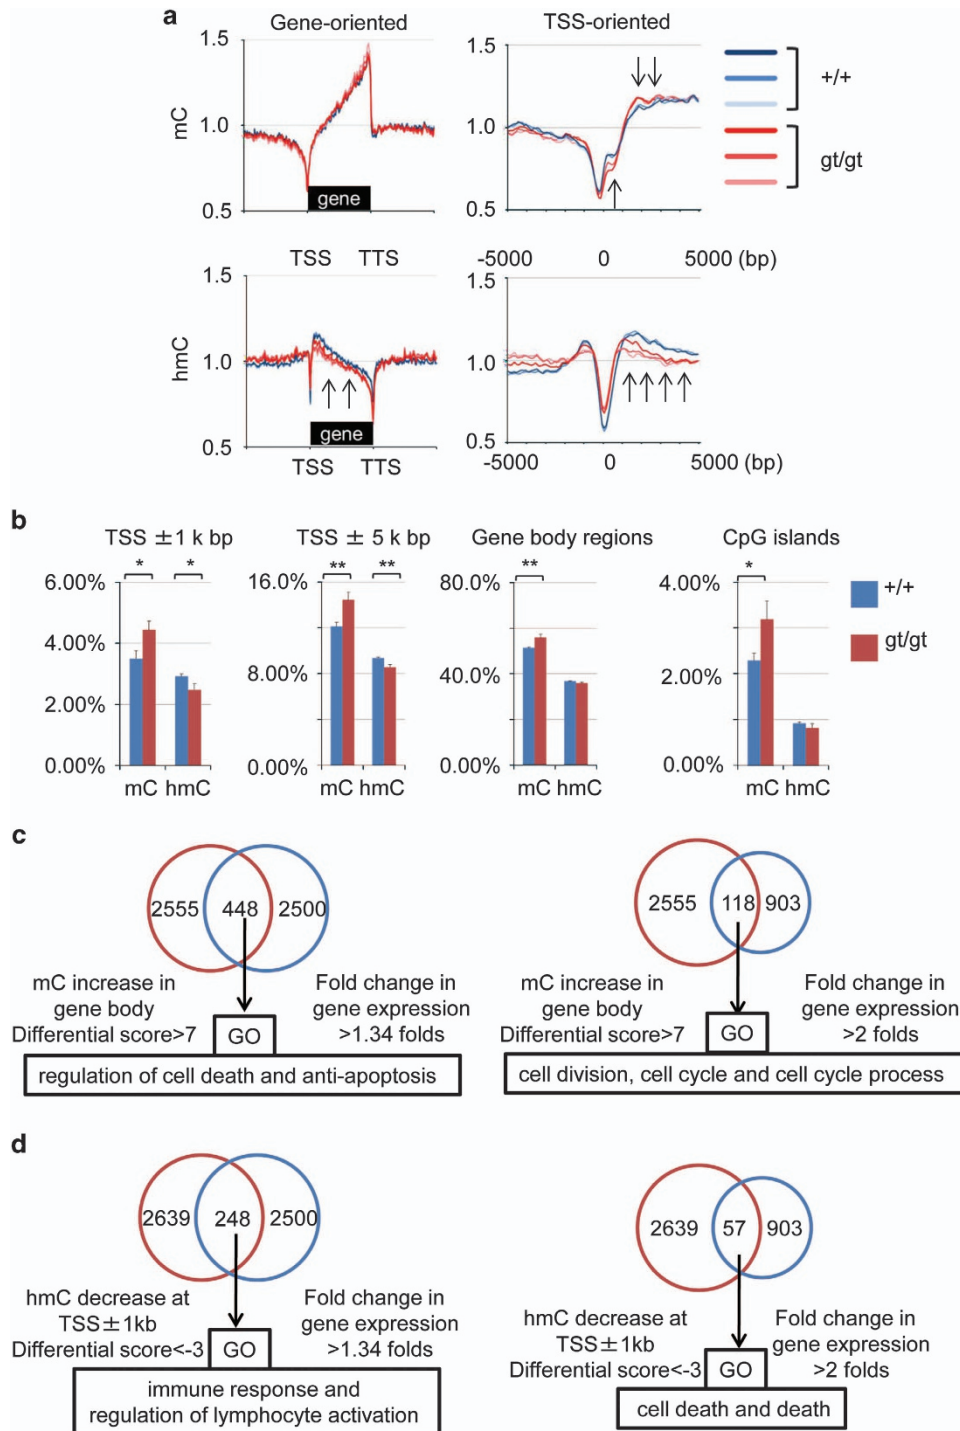 a
Gene-oriented
TSS-oriented
1.5
mC
1.0
0.5
gene
TSS TTS
1.5
1.0
0.5
-5000 0 5000 (bp)
+/+
gt/gt
1.5
hmC
1.0
0.5
gene
TSS TTS
1.5
1.0
0.5
-5000 0 5000 (bp)
b
TSS ±1 k bp
* *
6.00%
4.00%
2.00%
0.00%
mC hmC
TSS ± 5 k bp
** **
16.0%
8.00%
0.00%
mC hmC
Gene body regions
**
80.0%
40.0%
0.00%
mC hmC
CpG islands
*
4.00%
2.00%
0.00%
mC hmC
+/+
gt/gt
c
2555 448 2500
mC increase in
gene body
Differential score>7
Fold change in
gene expression
>1.34 folds
GO
regulation of cell death and anti-apoptosis
2555 118 903
mC increase in
gene body
Differential score>7
Fold change in
gene expression
>2 folds
GO
cell division, cell cycle and cell cycle process
d
2639 248 2500
hmC decrease at
TSS±1kb
Differential score<-3
Fold change in
gene expression
>1.34 folds
GO
immune response and
regulation of lymphocyte activation
2639 57 903
hmC decrease at
TSS±1kb
Differential score<-3
Fold change in
gene expression
>2 folds
GO
cell death and death